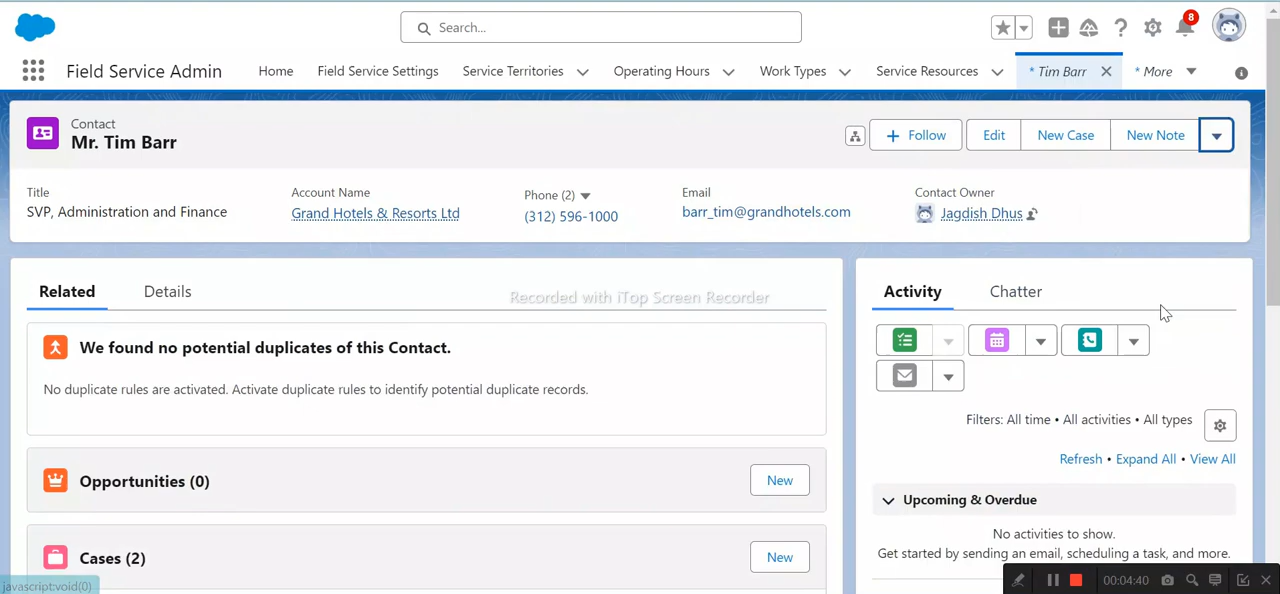 Search...
8
Field Service Admin
Home
Field Service Settings
Service Territories
Operating Hours
Work Types
Service Resources
* Tim Barr
* More
Contact
Mr. Tim Barr
Follow
Edit
New Case
New Note
Title
SVP, Administration and Finance
Account Name
Grand Hotels & Resorts Ltd
Phone (2)
(312) 596-1000
Email
barr_tim@grandhotels.com
Contact Owner
Jagdish Dhus
Related
Details
Recorded with iTop Screen Recorder
Activity
Chatter
We found no potential duplicates of this Contact.
No duplicate rules are activated. Activate duplicate rules to identify potential duplicate records.
Filters: All time • All activities • All types
Refresh • Expand All • View All
Opportunities (0)
New
Upcoming & Overdue
No activities to show.
Get started by sending an email, scheduling a task, and more.
Cases (2)
New
javascript:void(0)
00:04:40